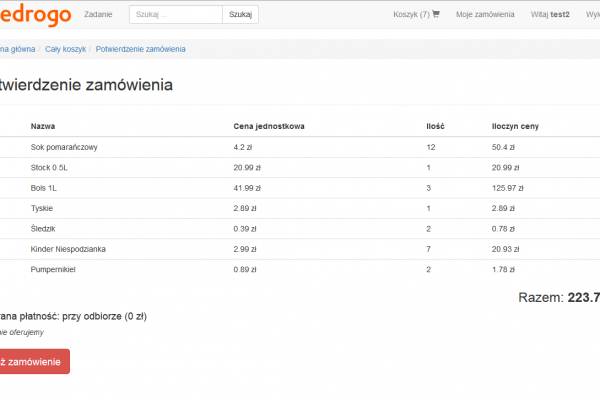 edrogo Zadanie Szukaj ... Szukaj Koszyk (7) Moje zamówienia Witaj test2 Wyl
na główna / Cały koszyk / Potwierdzenie zamówienia
twierdzenie zamówienia
Nazwa Cena jednostkowa Ilość Iloczyn ceny
Sok pomarańczowy 4.2 zł 12 50.4 zł
Stock 0.5L 20.99 zł 1 20.99 zł
Bols 1L 41.99 zł 3 125.97 zł
Tyskie 2.89 zł 1 2.89 zł
Śledzik 0.39 zł 2 0.78 zł
Kinder Niespodzianka 2.99 zł 7 20.93 zł
Pumpernikiel 0.89 zł 2 1.78 zł
Razem: 223.7
rana płatność: przy odbiorze (0 zł)
nie oferujemy
ż zamówienie